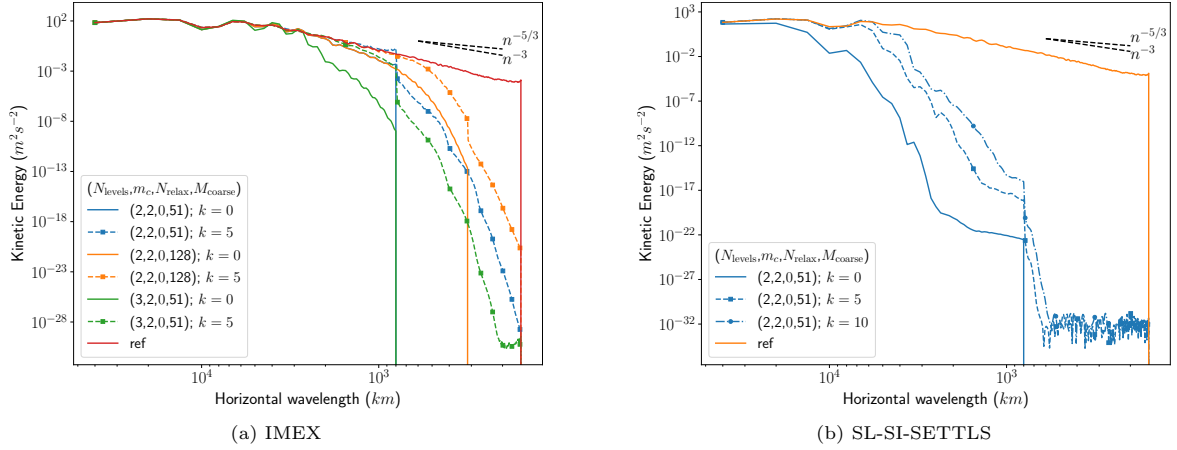 10^2
10^{-3}
10^{-8}
10^{-13}
10^{-18}
10^{-23}
10^{-28}
Kinetic Energy (m^2 s^{-2})
n^{-5/3}
n^{-3}
(N_levels,m_c,N_relax,M_coarse)
(2,2,0,51); k = 0
(2,2,0,51); k = 5
(2,2,0,128); k = 0
(2,2,0,128); k = 5
(3,2,0,51); k = 0
(3,2,0,51); k = 5
ref
10^4
10^3
Horizontal wavelength (km)
(a) IMEX
10^3
10^{-2}
10^{-7}
10^{-12}
10^{-17}
10^{-22}
10^{-27}
10^{-32}
Kinetic Energy (m^2 s^{-2})
n^{-5/3}
n^{-3}
(N_levels,m_c,N_relax,M_coarse)
(2,2,0,51); k = 0
(2,2,0,51); k = 5
(2,2,0,51); k = 10
ref
10^4
10^3
Horizontal wavelength (km)
(b) SL-SI-SETTLS